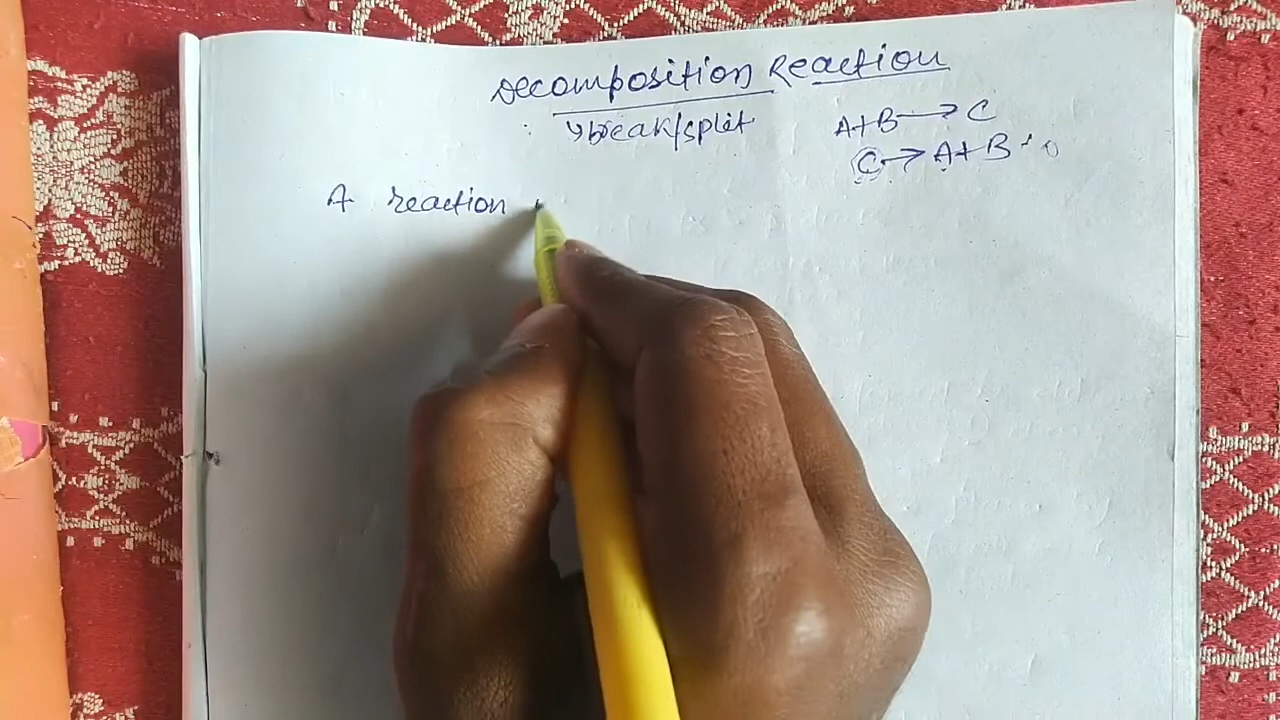 Decomposition Reaction
break/split
A+B → C
C → A+B
A reaction